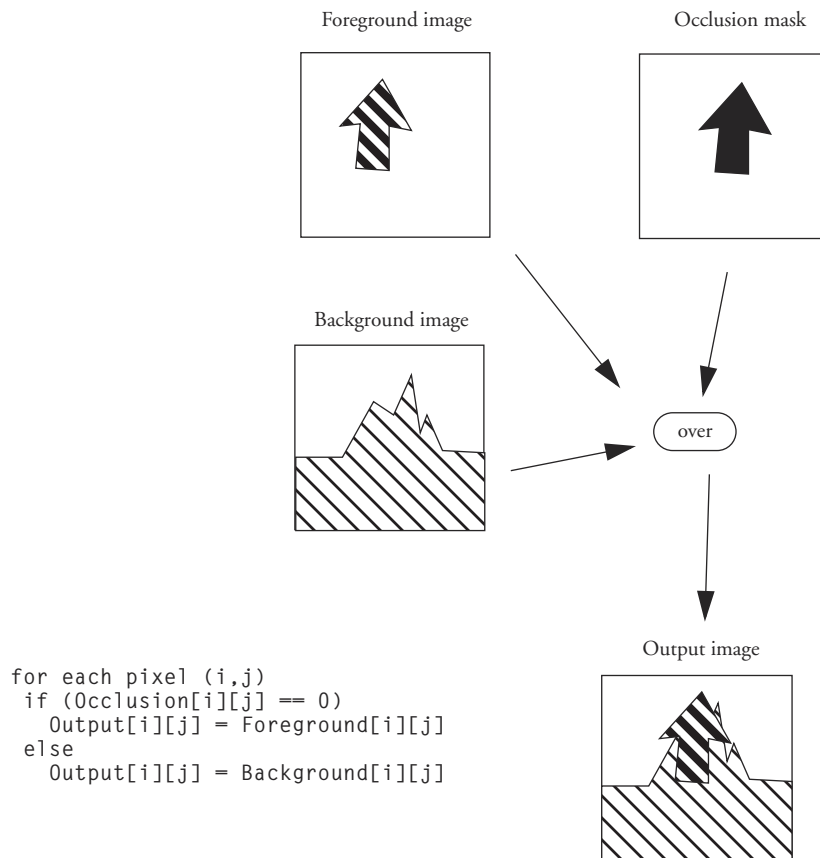 Foreground image
Occlusion mask
Background image
over
Output image
for each pixel (i,j)
if (Occlusion[i][j] == 0)
Output[i][j] = Foreground[i][j]
else
Output[i][j] = Background[i][j]